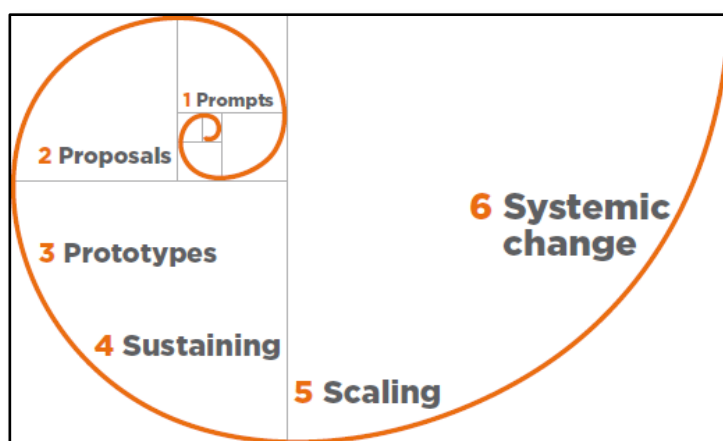 1 Prompts
2 Proposals
3 Prototypes
4 Sustaining
5 Scaling
6 Systemic
change